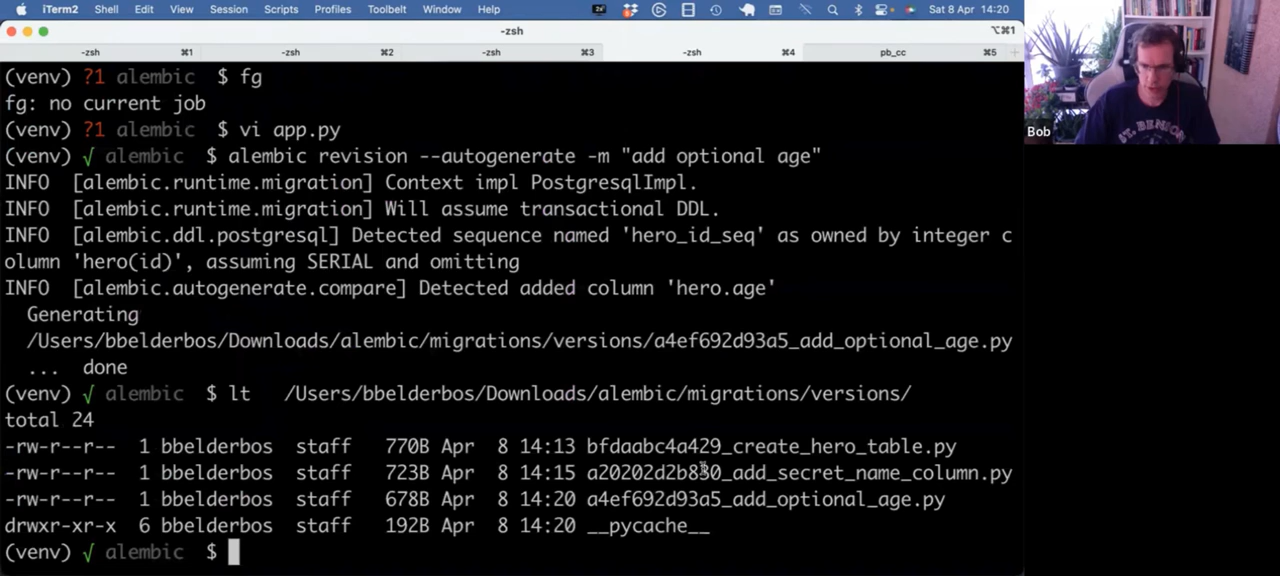 iTerm2 Shell Edit View Session Scripts Profiles Toolbelt Window Help Sat 8 Apr 14:20
-zsh ⌥⌘1
-zsh ⌘1 -zsh ⌘2 -zsh ⌘3 -zsh ⌘4 pb_cc ⌘5
(venv) ?1 alembic $ fg
fg: no current job
(venv) ?1 alembic $ vi app.py
(venv) √ alembic $ alembic revision --autogenerate -m "add optional age"
INFO [alembic.runtime.migration] Context impl PostgresqlImpl.
INFO [alembic.runtime.migration] Will assume transactional DDL.
INFO [alembic.ddl.postgresql] Detected sequence named 'hero_id_seq' as owned by integer c
olumn 'hero(id)', assuming SERIAL and omitting
INFO [alembic.autogenerate.compare] Detected added column 'hero.age'
Generating
/Users/bbelderbos/Downloads/alembic/migrations/versions/a4ef692d93a5_add_optional_age.py
... done
(venv) √ alembic $ lt /Users/bbelderbos/Downloads/alembic/migrations/versions/
total 24
-rw-r--r-- 1 bbelderbos staff 770B Apr 8 14:13 bfdaabc4a429_create_hero_table.py
-rw-r--r-- 1 bbelderbos staff 723B Apr 8 14:15 a20202d2b830_add_secret_name_column.py
-rw-r--r-- 1 bbelderbos staff 678B Apr 8 14:20 a4ef692d93a5_add_optional_age.py
drwxr-xr-x 6 bbelderbos staff 192B Apr 8 14:20 __pycache__
(venv) √ alembic $
Bob